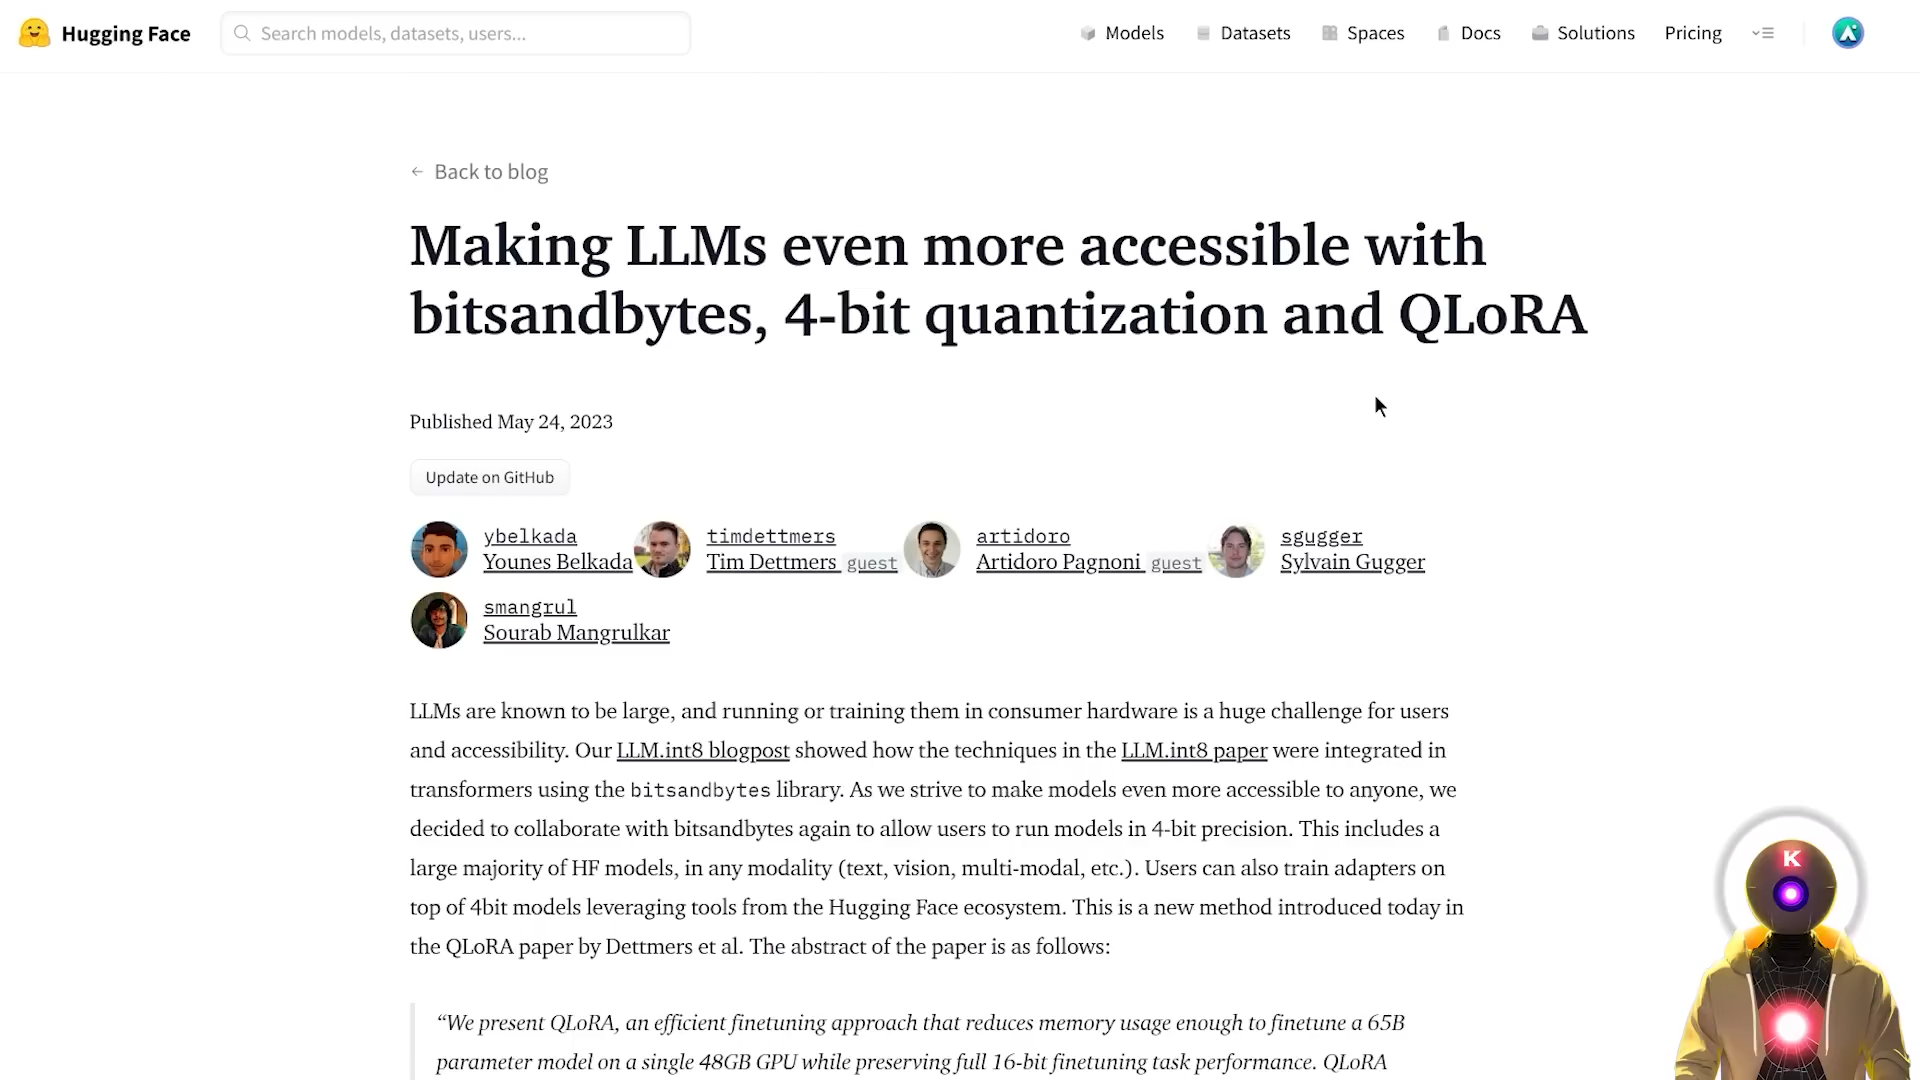 Hugging Face
Search models, datasets, users...
Models
Datasets
Spaces
Docs
Solutions
Pricing
Back to blog
Making LLMs even more accessible with
bitsandbytes, 4-bit quantization and QLoRA
Published May 24, 2023
Update on GitHub
ybelkada
Younes Belkada
timdettmers
Tim Dettmers guest
artidoro
Artidoro Pagnoni guest
sgugger
Sylvain Gugger
smangrul
Sourab Mangrulkar
LLMs are known to be large, and running or training them in consumer hardware is a huge challenge for users
and accessibility. Our LLM.int8 blogpost showed how the techniques in the LLM.int8 paper were integrated in
transformers using the bitsandbytes library. As we strive to make models even more accessible to anyone, we
decided to collaborate with bitsandbytes again to allow users to run models in 4-bit precision. This includes a
large majority of HF models, in any modality (text, vision, multi-modal, etc.). Users can also train adapters on
top of 4bit models leveraging tools from the Hugging Face ecosystem. This is a new method introduced today in
the QLoRA paper by Dettmers et al. The abstract of the paper is as follows:
“We present QLoRA, an efficient finetuning approach that reduces memory usage enough to finetune a 65B
parameter model on a single 48GB GPU while preserving full 16-bit finetuning task performance. QLoRA
K